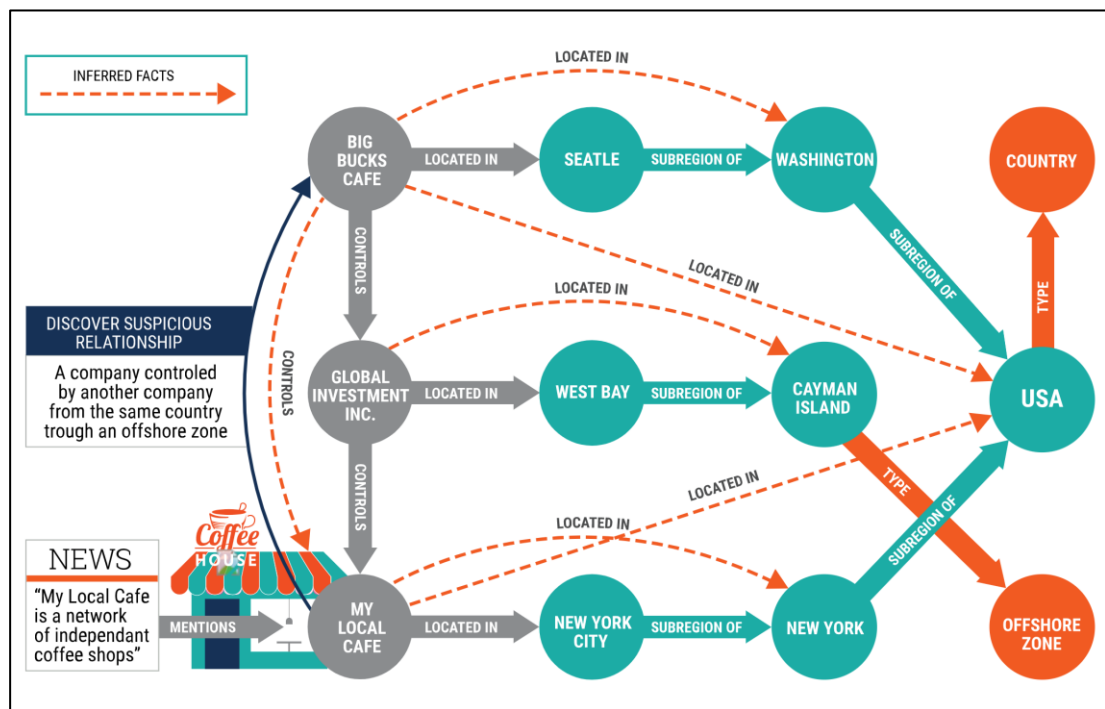 INFERRED FACTS
LOCATED IN
BIG
BUCKS
CAFE
LOCATED IN
SEATLE
SUBREGION OF
WASHINGTON
COUNTRY
CONTROLS
LOCATED IN
SUBREGION OF
TYPE
DISCOVER SUSPICIOUS
RELATIONSHIP
A company controled
by another company
from the same country
trough an offshore zone
CONTROLS
LOCATED IN
GLOBAL
INVESTMENT
INC.
LOCATED IN
WEST BAY
SUBREGION OF
CAYMAN
ISLAND
USA
CONTROLS
LOCATED IN
TYPE
SUBREGION OF
LOCATED IN
Coffee
HOUSE
NEWS
“My Local Cafe
is a network
of independant
coffee shops”
MENTIONS
MY
LOCAL
CAFE
LOCATED IN
NEW YORK
CITY
SUBREGION OF
NEW YORK
OFFSHORE
ZONE